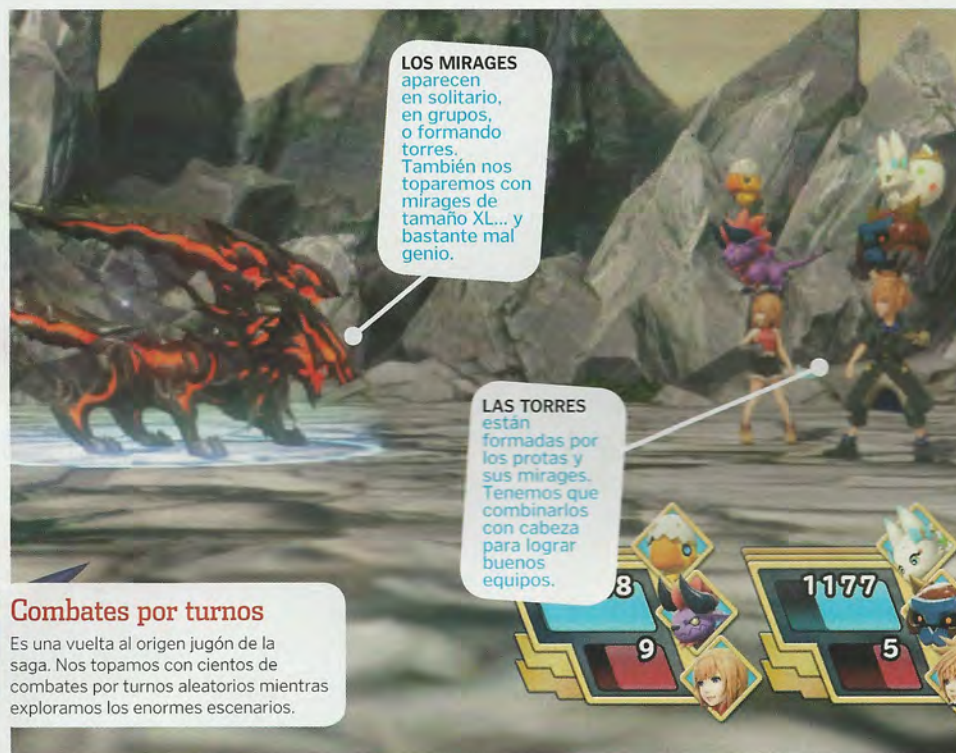 LOS MIRAGES
aparecen
en solitario,
en grupos,
o formando
torres.
También nos
toparemos con
mirages de
tamaño XL... y
bastante mal
genio.
LAS TORRES
están
formadas por
los protas y
sus mirages.
Tenemos que
combinarlos
con cabeza
para lograr
buenos
equipos.
8
1177
9
5
Combates por turnos
Es una vuelta al origen jugón de la
saga. Nos topamos con cientos de
combates por turnos aleatorios mientras
exploramos los enormes escenarios.